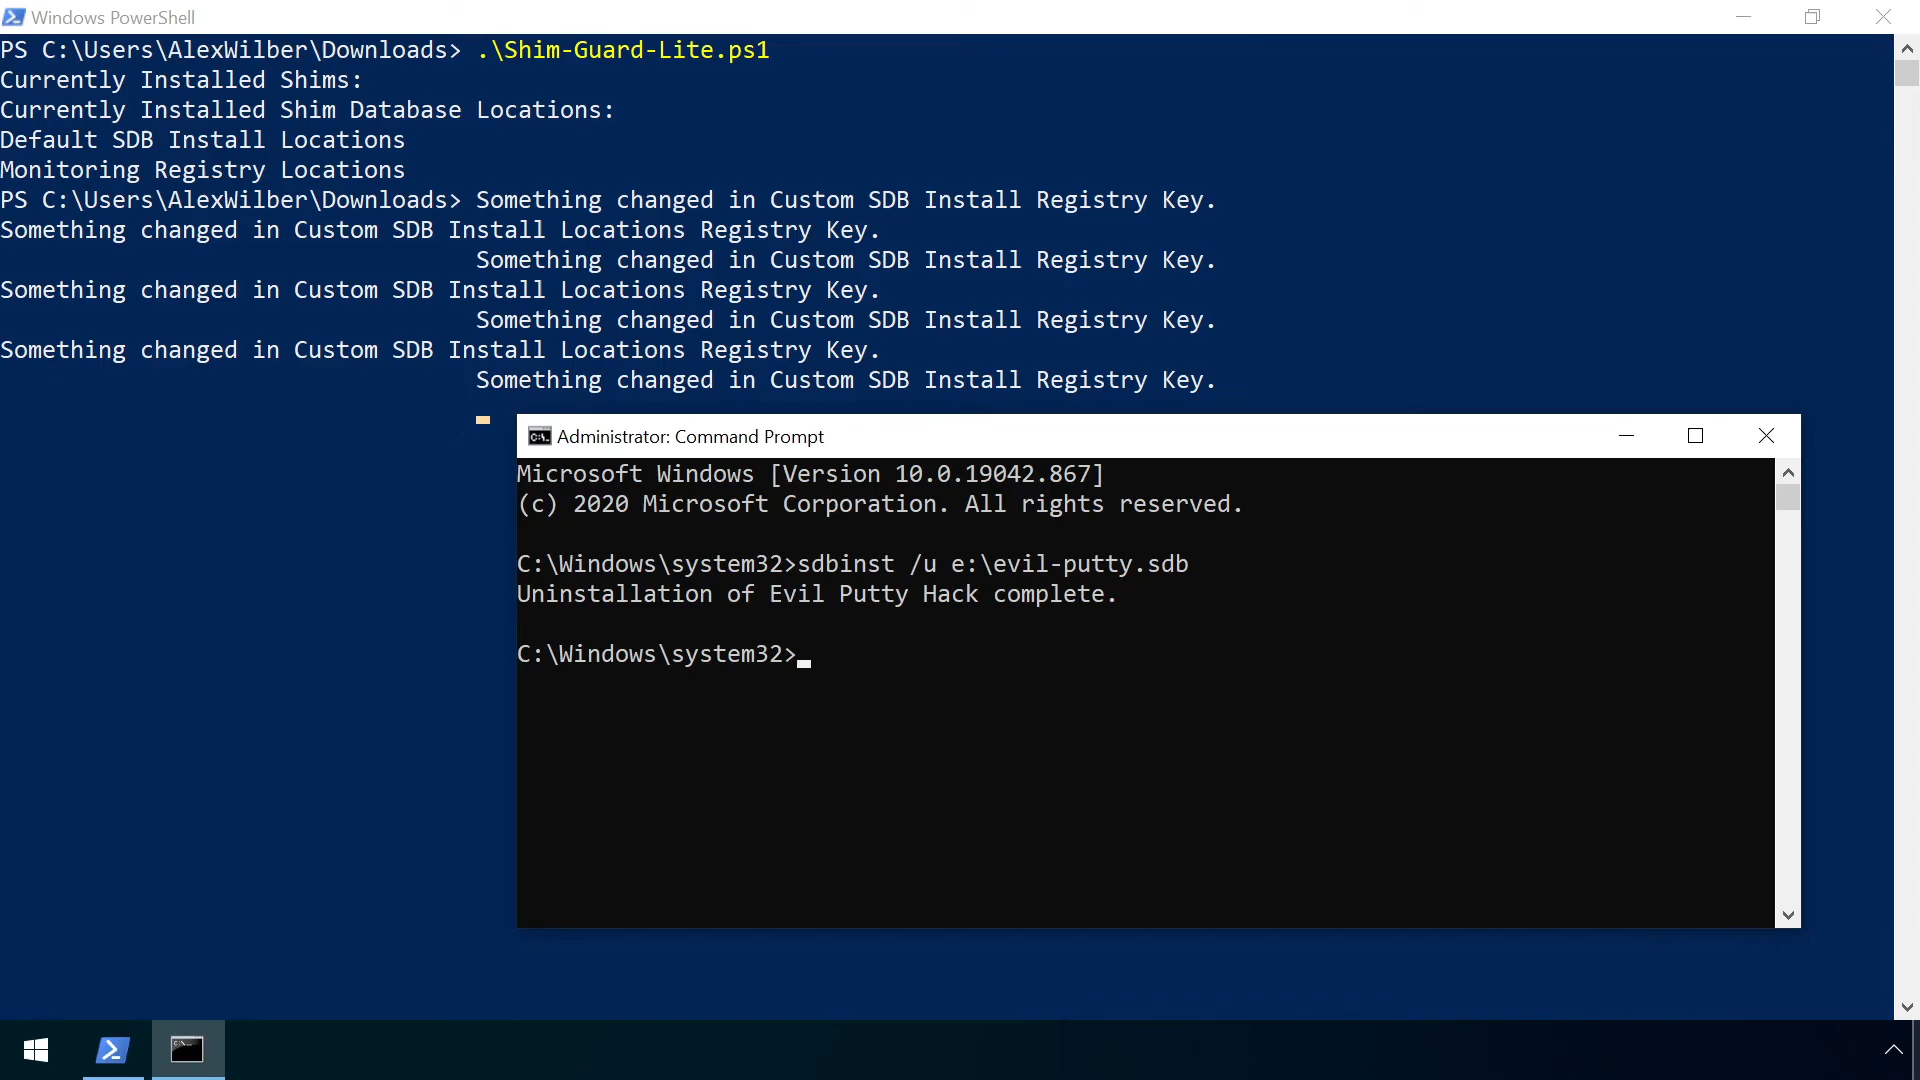 Windows PowerShell
PS C:\Users\AlexWilber\Downloads> .\Shim-Guard-Lite.ps1
Currently Installed Shims:
Currently Installed Shim Database Locations:
Default SDB Install Locations
Monitoring Registry Locations
PS C:\Users\AlexWilber\Downloads> Something changed in Custom SDB Install Registry Key.
Something changed in Custom SDB Install Locations Registry Key.
Something changed in Custom SDB Install Registry Key.
Something changed in Custom SDB Install Locations Registry Key.
Something changed in Custom SDB Install Registry Key.
Something changed in Custom SDB Install Locations Registry Key.
Something changed in Custom SDB Install Registry Key.
Administrator: Command Prompt
Microsoft Windows [Version 10.0.19042.867]
(c) 2020 Microsoft Corporation. All rights reserved.
C:\Windows\system32>sdbinst /u e:\evil-putty.sdb
Uninstallation of Evil Putty Hack complete.
C:\Windows\system32>